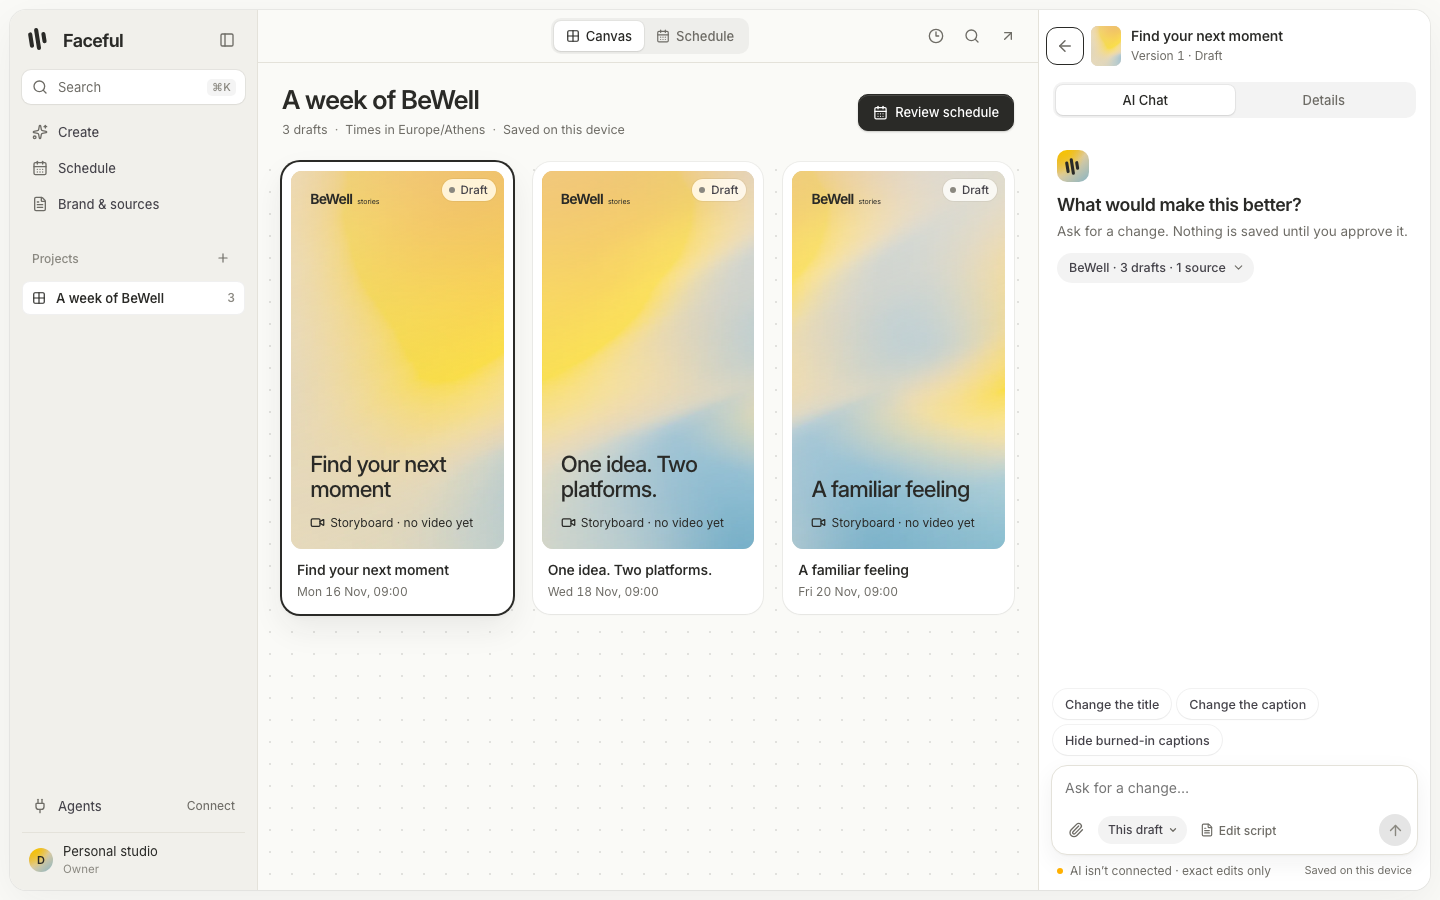 Faceful
Search
⌘K
Create
Schedule
Brand & sources
Projects
A week of BeWell
3
Agents
Connect
D
Personal studio
Owner
Canvas
Schedule
A week of BeWell
3 drafts · Times in Europe/Athens · Saved on this device
Review schedule
BeWell stories
Draft
Find your next
moment
Storyboard · no video yet
Find your next moment
Mon 16 Nov, 09:00
BeWell stories
Draft
One idea. Two
platforms.
Storyboard · no video yet
One idea. Two platforms.
Wed 18 Nov, 09:00
BeWell stories
Draft
A familiar feeling
Storyboard · no video yet
A familiar feeling
Fri 20 Nov, 09:00
Find your next moment
Version 1 · Draft
AI Chat
Details
What would make this better?
Ask for a change. Nothing is saved until you approve it.
BeWell · 3 drafts · 1 source
Change the title
Change the caption
Hide burned-in captions
Ask for a change...
This draft
Edit script
AI isn't connected · exact edits only
Saved on this device